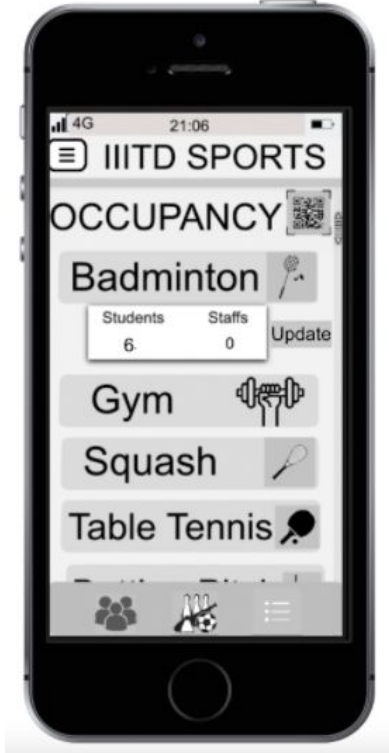 4G 21:06
IIITD SPORTS
OCCUPANCY
Badminton
Students Staffs
6 0
Update
Gym
Squash
Table Tennis